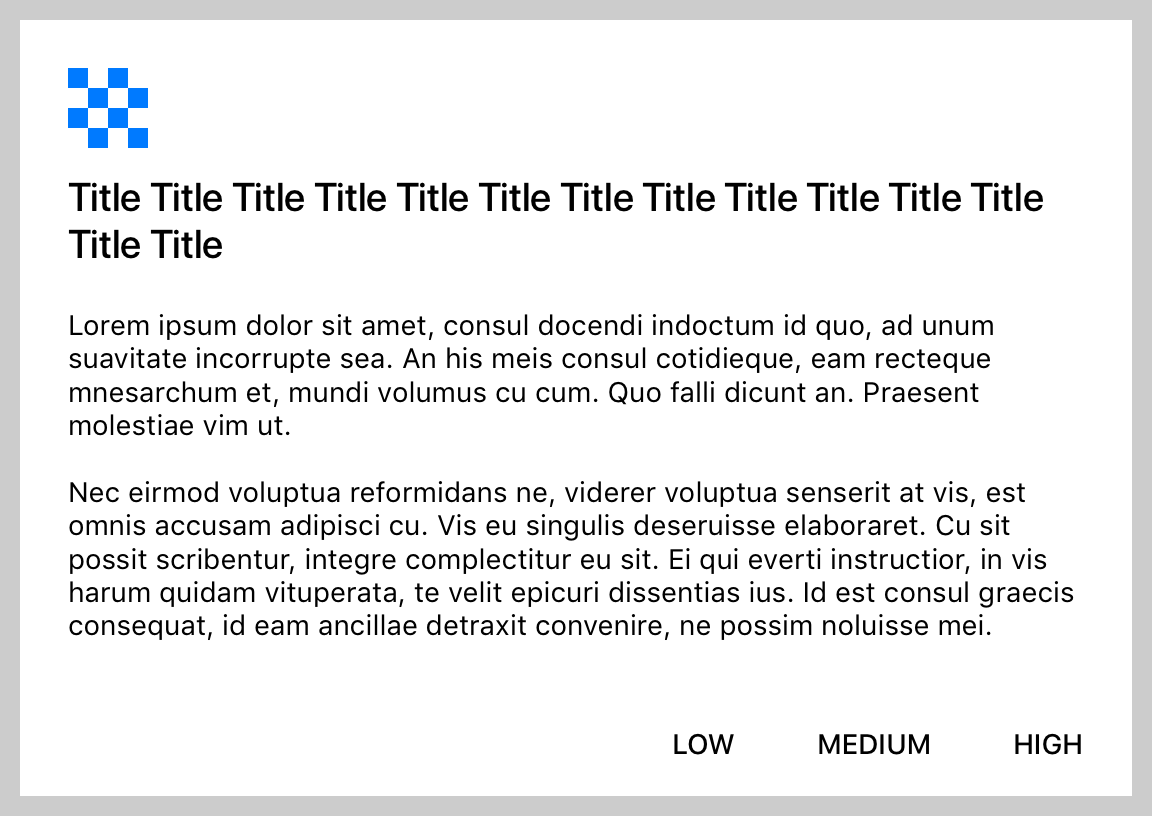 Title Title Title Title Title Title Title Title Title Title Title Title
Title Title
Lorem ipsum dolor sit amet, consul docendi indoctum id quo, ad unum
suavitate incorrupte sea. An his meis consul cotidieque, eam recteque
mnesarchum et, mundi volumus cu cum. Quo falli dicunt an. Praesent
molestiae vim ut.
Nec eirmod voluptua reformidans ne, viderer voluptua senserit at vis, est
omnis accusam adipisci cu. Vis eu singulis deseruisse elaboraret. Cu sit
possit scribentur, integre complectitur eu sit. Ei qui everti instructior, in vis
harum quidam vituperata, te velit epicuri dissentias ius. Id est consul graecis
consequat, id eam ancillae detraxit convenire, ne possim noluisse mei.
LOW MEDIUM HIGH